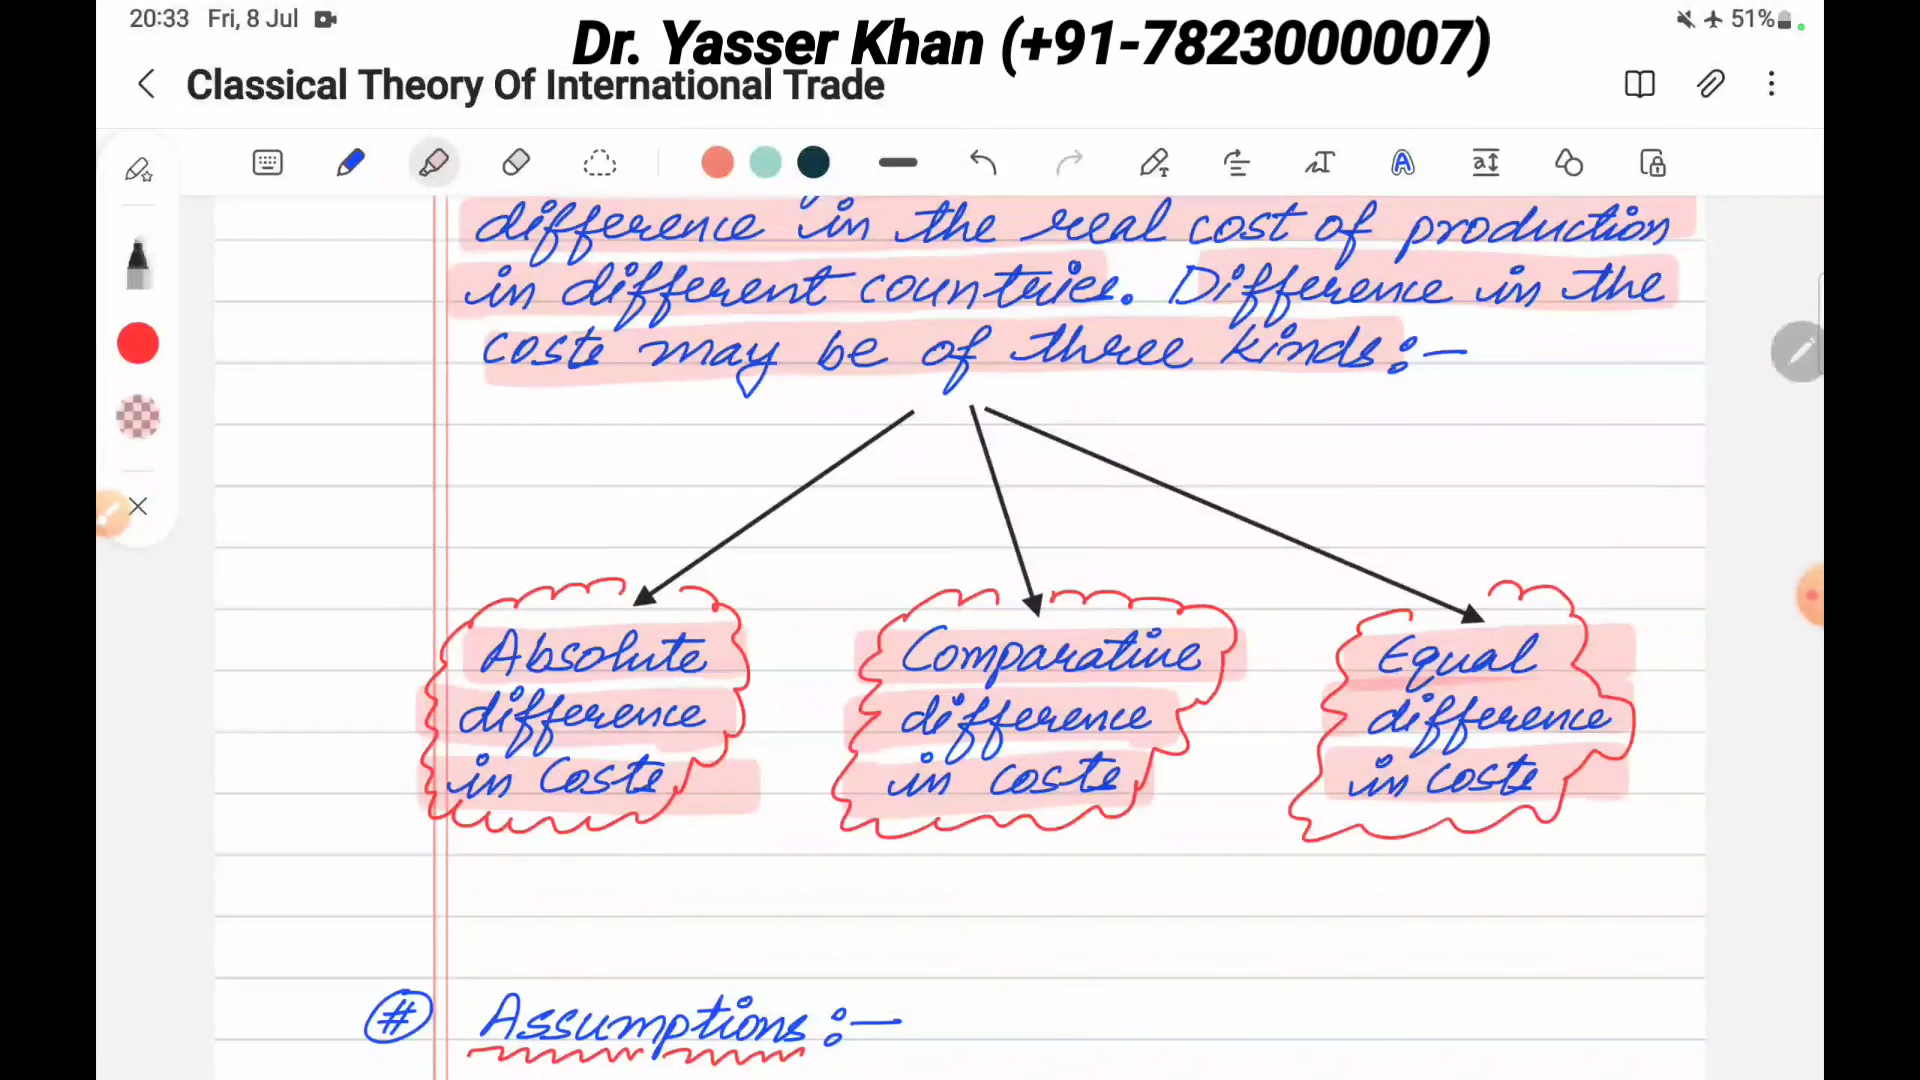 20:33 Fri, 8 Jul
51%
Dr. Yasser Khan (+91-7823000007)
Classical Theory Of International Trade
difference in the real cost of production
in different countries. Difference in the
costs may be of three kinds:-
Absolute
difference
in Costs
Comparative
difference
in costs
Equal
difference
in costs
# Assumptions:-